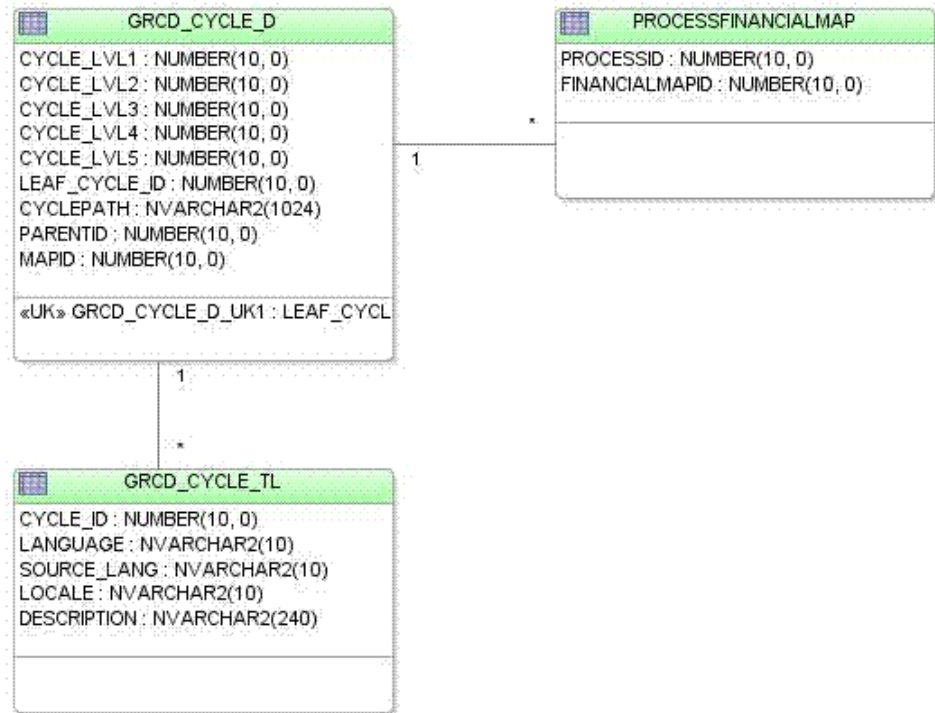 GRCD_CYCLE_D
CYCLE_LVL1 : NUMBER(10, 0)
CYCLE_LVL2 : NUMBER(10, 0)
CYCLE_LVL3 : NUMBER(10, 0)
CYCLE_LVL4 : NUMBER(10, 0)
CYCLE_LVL5 : NUMBER(10, 0)
LEAF_CYCLE_ID : NUMBER(10, 0)
CYCLEPATH : NVARCHAR2(1024)
PARENTID : NUMBER(10, 0)
MAPID : NUMBER(10, 0)
«UK» GRCD_CYCLE_D_UK1 : LEAF_CYCL
PROCESSFINANCIALMAP
PROCESSID : NUMBER(10, 0)
FINANCIALMAPID : NUMBER(10, 0)
*
1
1
*
GRCD_CYCLE_TL
CYCLE_ID : NUMBER(10, 0)
LANGUAGE : NVARCHAR2(10)
SOURCE_LANG : NVARCHAR2(10)
LOCALE : NVARCHAR2(10)
DESCRIPTION : NVARCHAR2(240)